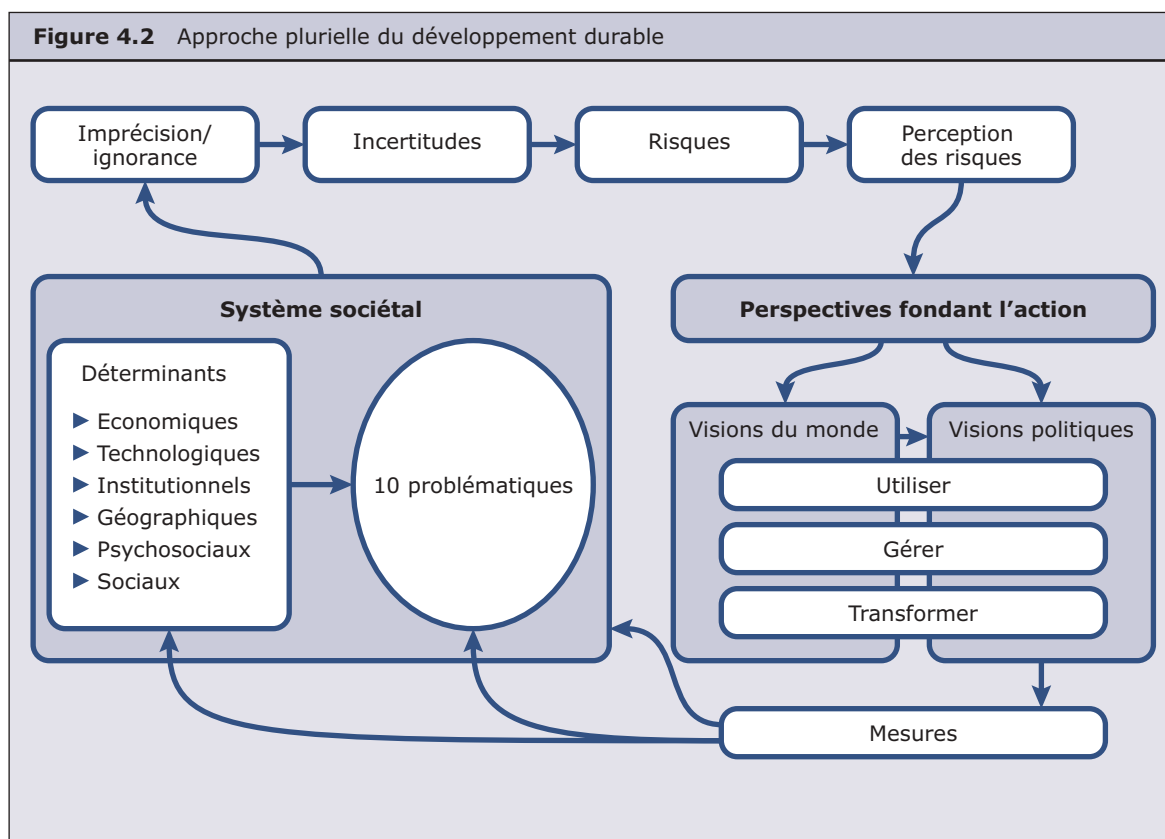 Figure 4.2 Approche plurielle du développement durable
Imprécision/
ignorance
Incertitudes
Risques
Perception
des risques
Système sociétal
Déterminants
▶ Economiques
▶ Technologiques
▶ Institutionnels
▶ Géographiques
▶ Psychosociaux
▶ Sociaux
10 problématiques
Perspectives fondant l’action
Visions du monde
Visions politiques
Utiliser
Gérer
Transformer
Mesures